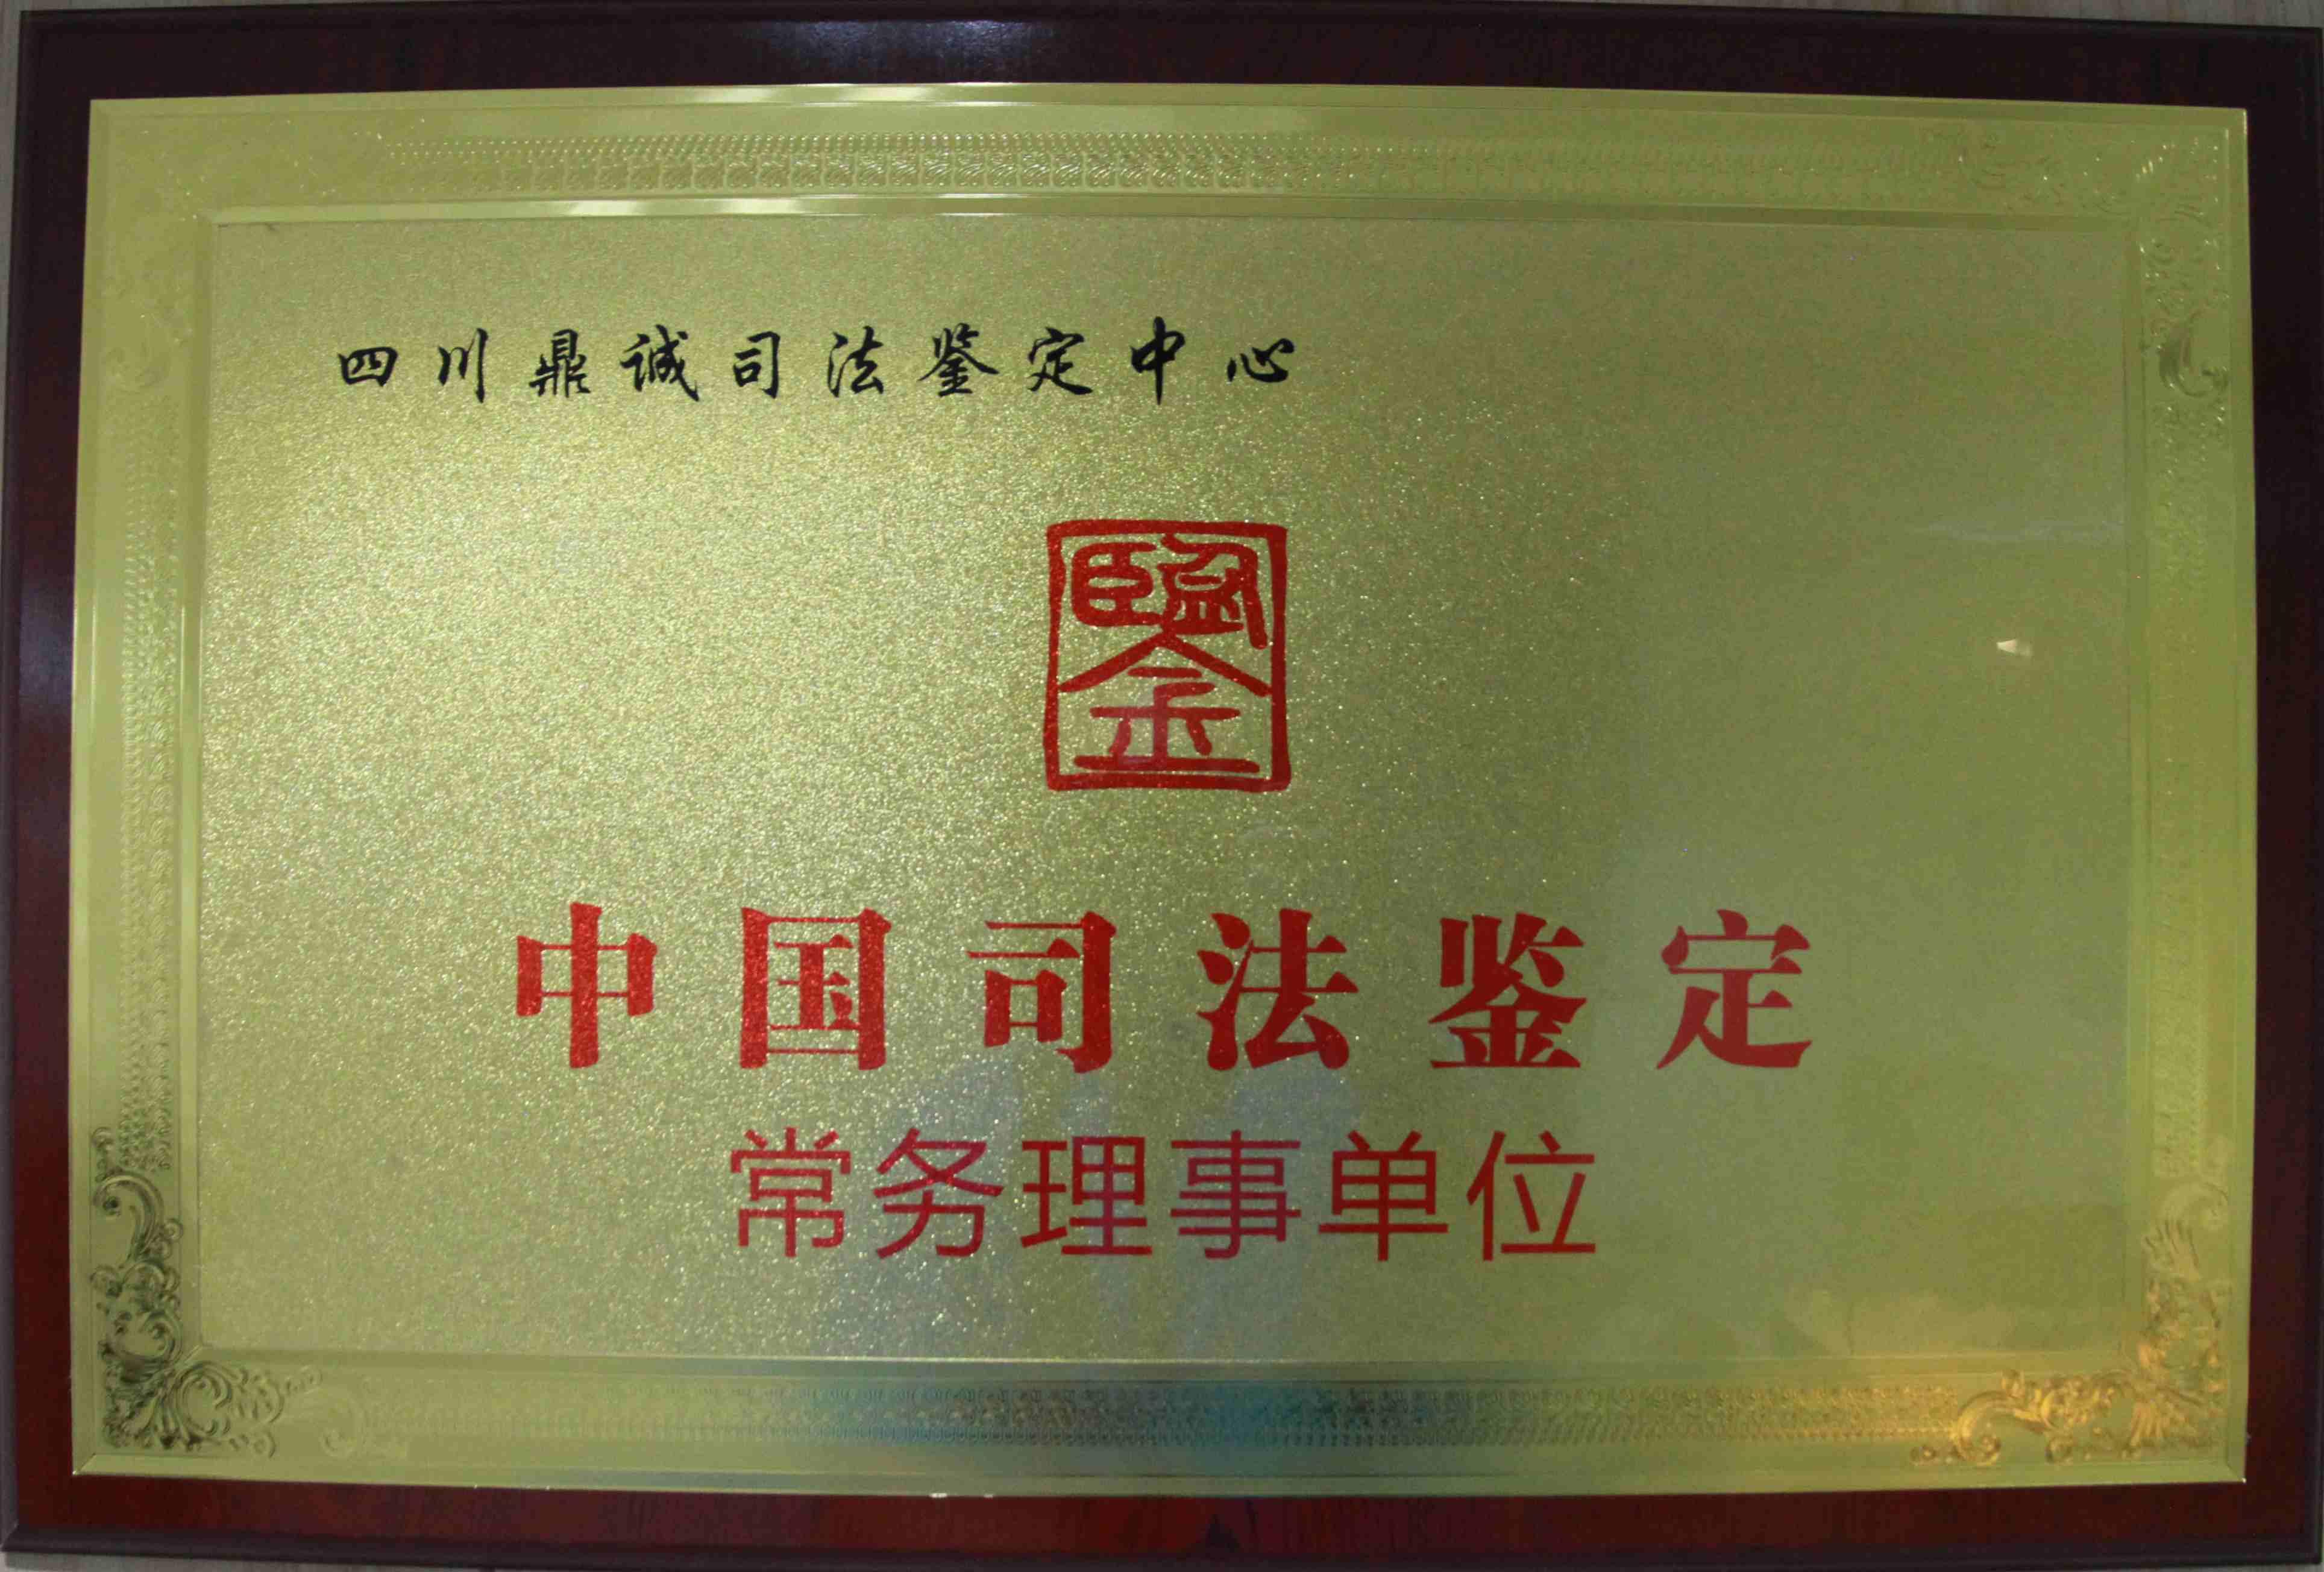 四川鼎诚司法鉴定中心
鑒
中国司法鉴定
常务理事单位